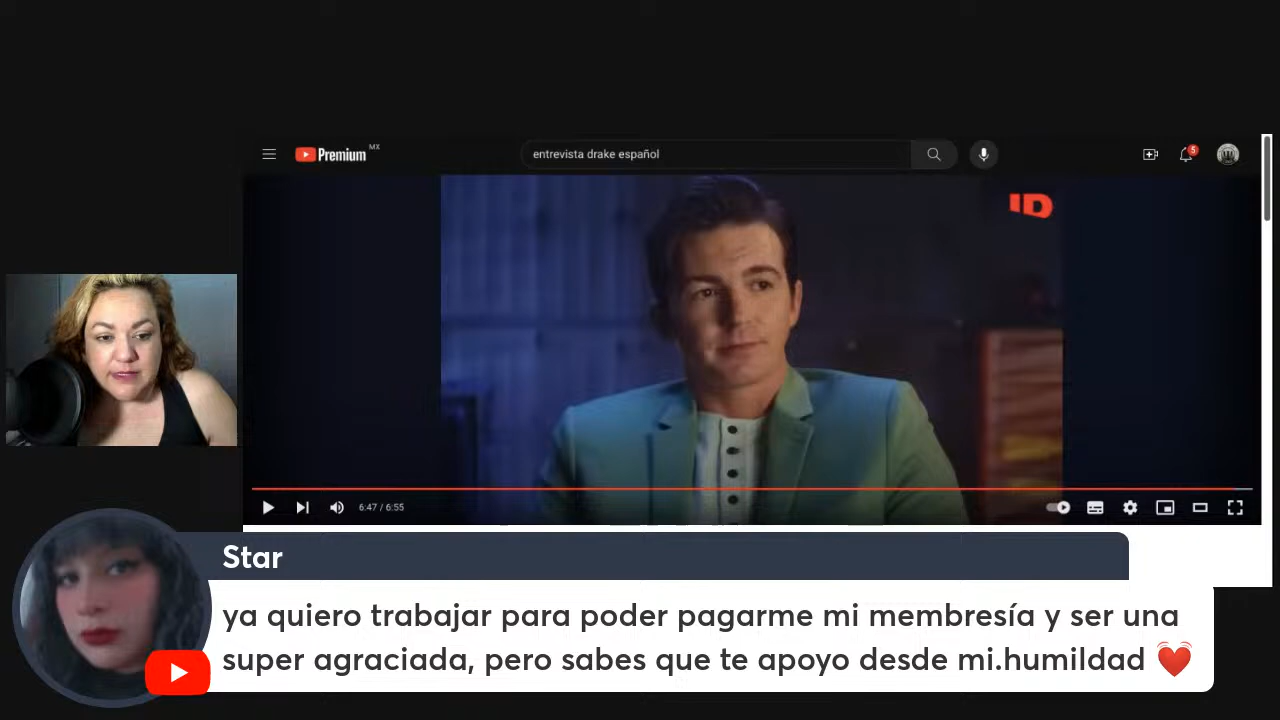 Premium MX
entrevista drake español
5
ID
6:47 / 6:55
Star
ya quiero trabajar para poder pagarme mi membresía y ser una
super agraciada, pero sabes que te apoyo desde mi.humildad 💓